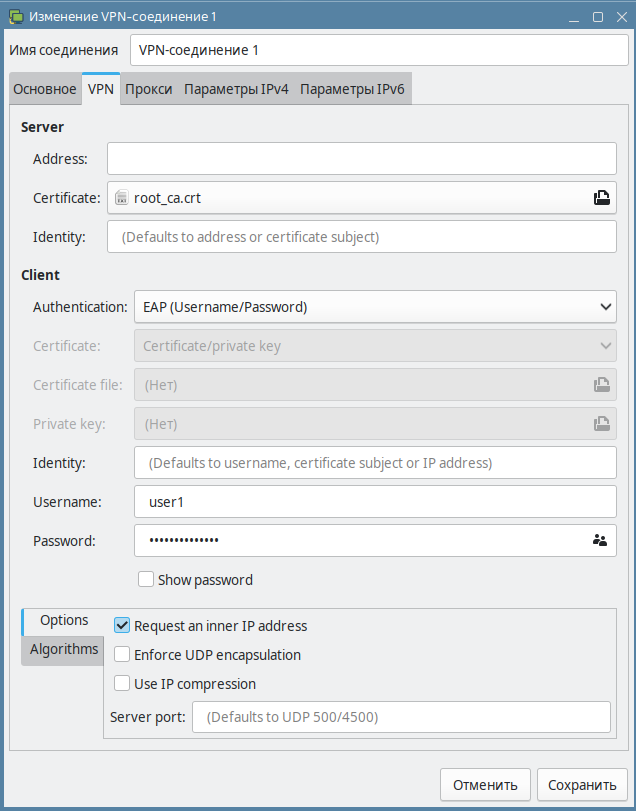 Изменение VPN-соединение 1
Имя соединения VPN-соединение 1
Основное VPN Прокси Параметры IPv4 Параметры IPv6
Server
Address:
Certificate: root_ca.crt
Identity: (Defaults to address or certificate subject)
Client
Authentication: EAP (Username/Password)
Certificate: Certificate/private key
Certificate file: (Нет)
Private key: (Нет)
Identity: (Defaults to username, certificate subject or IP address)
Username: user1
Password: ••••••••••••••
Show password
Options
Algorithms
Request an inner IP address
Enforce UDP encapsulation
Use IP compression
Server port: (Defaults to UDP 500/4500)
Отменить Сохранить